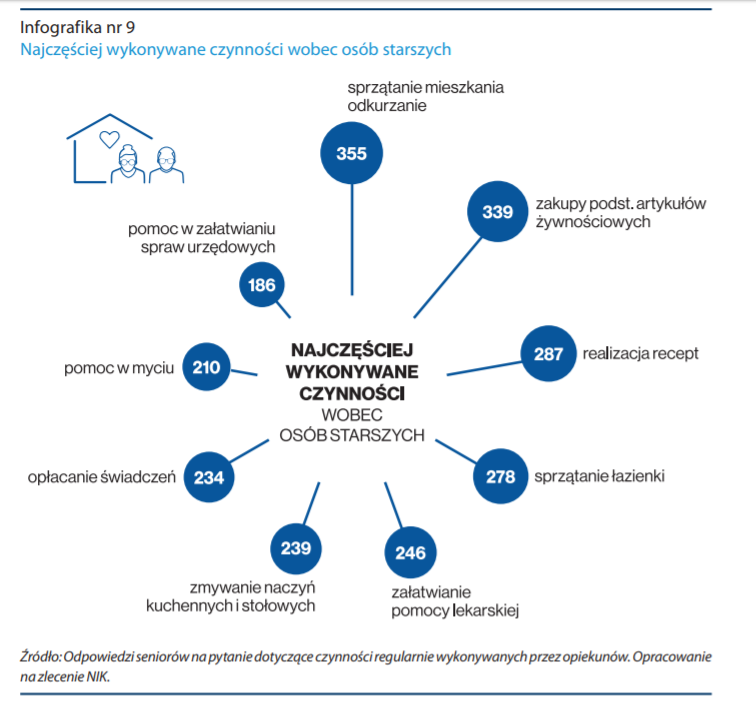 Infografika nr 9
Najczęściej wykonywane czynności wobec osób starszych
sprzątanie mieszkania
odkurzanie
355
339
zakupy podst. artykułów
żywnościowych
287
realizacja recept
278
sprzątanie łazienki
246
załatwianie
pomocy lekarskiej
239
zmywanie naczyń
kuchennych i stołowych
opłacanie świadczeń
234
pomoc w myciu
210
pomoc w załatwianiu
spraw urzędowych
186
NAJCZĘŚCIEJ
WYKONYWANE
CZYNNOŚCI
WOBEC
OSÓB STARSZYCH
Źródło: Odpowiedzi seniorów na pytanie dotyczące czynności regularnie wykonywanych przez opiekunów. Opracowanie
na zlecenie NIK.